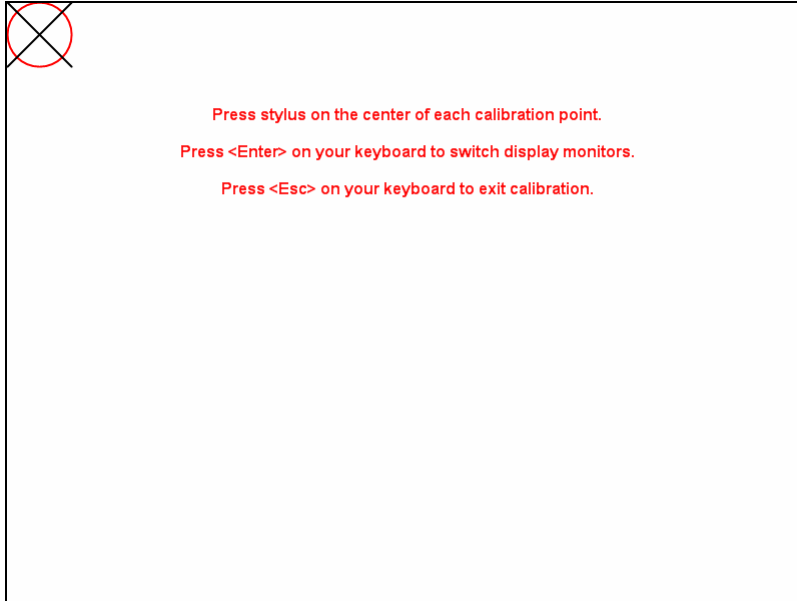 Press stylus on the center of each calibration point.
Press <Enter> on your keyboard to switch display monitors.
Press <Esc> on your keyboard to exit calibration.